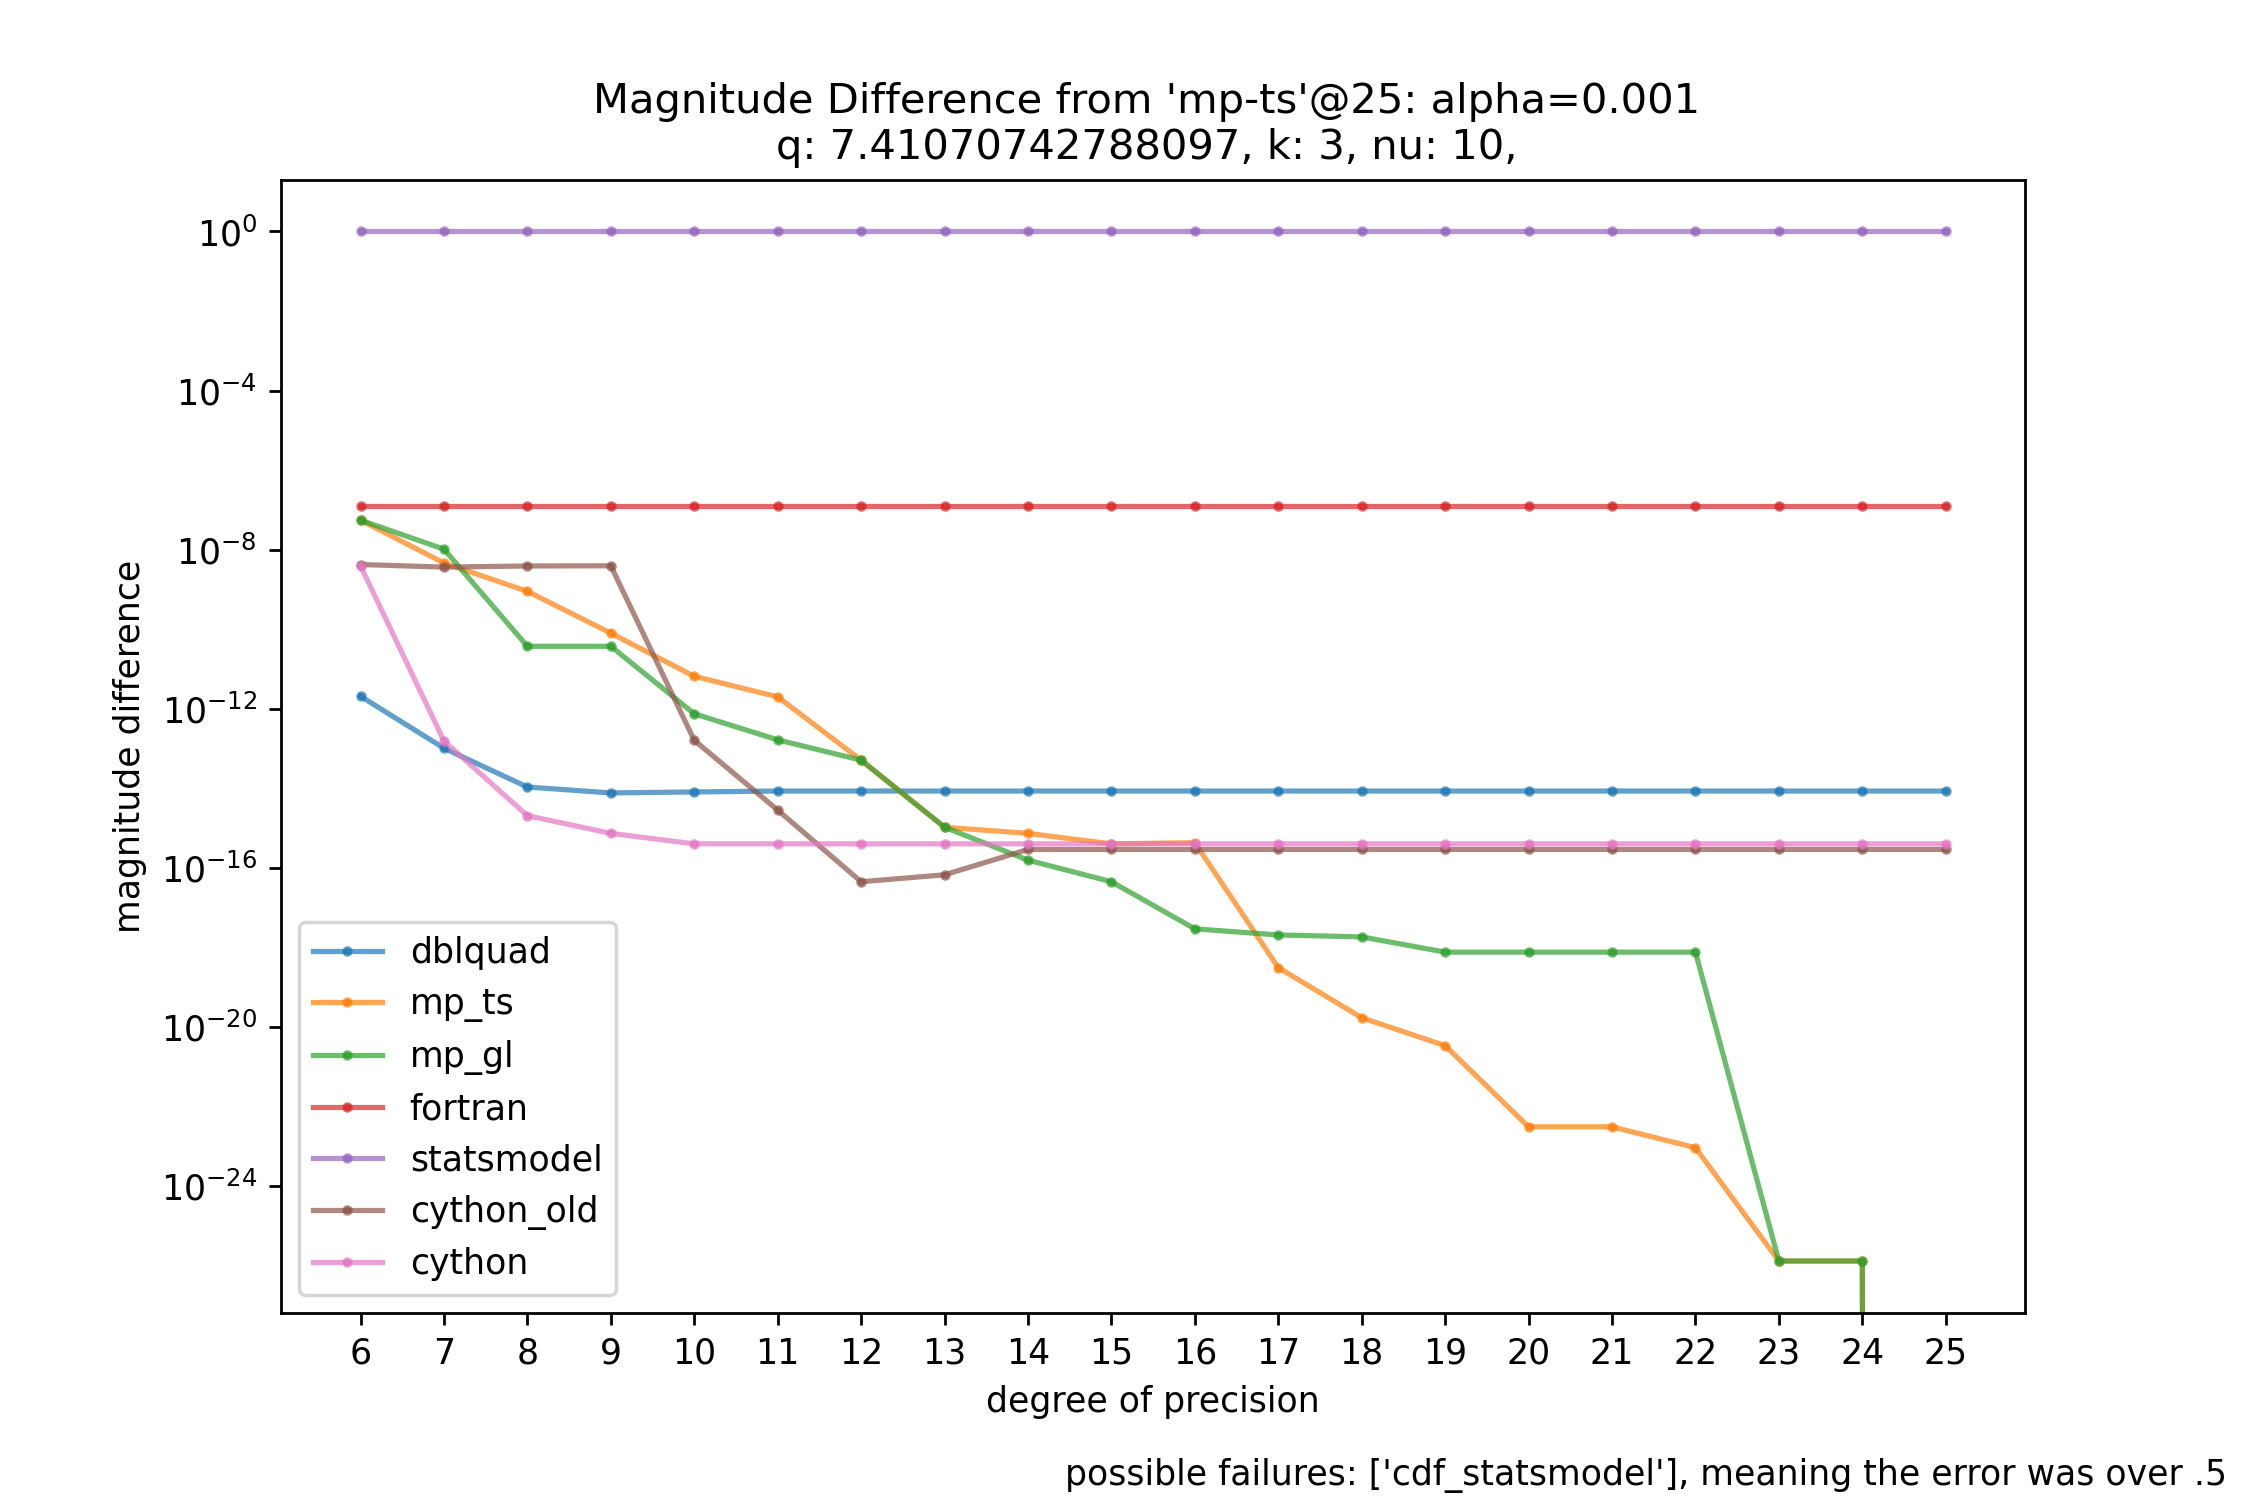 Magnitude Difference from 'mp-ts'@25: alpha=0.001
q: 7.41070742788097, k: 3, nu: 10,
magnitude difference
10⁰
10⁻⁴
10⁻⁸
10⁻¹²
10⁻¹⁶
10⁻²⁰
10⁻²⁴
dblquad
mp_ts
mp_gl
fortran
statsmodel
cython_old
cython
6 7 8 9 10 11 12 13 14 15 16 17 18 19 20 21 22 23 24 25
degree of precision
possible failures: ['cdf_statsmodel'], meaning the error was over .5